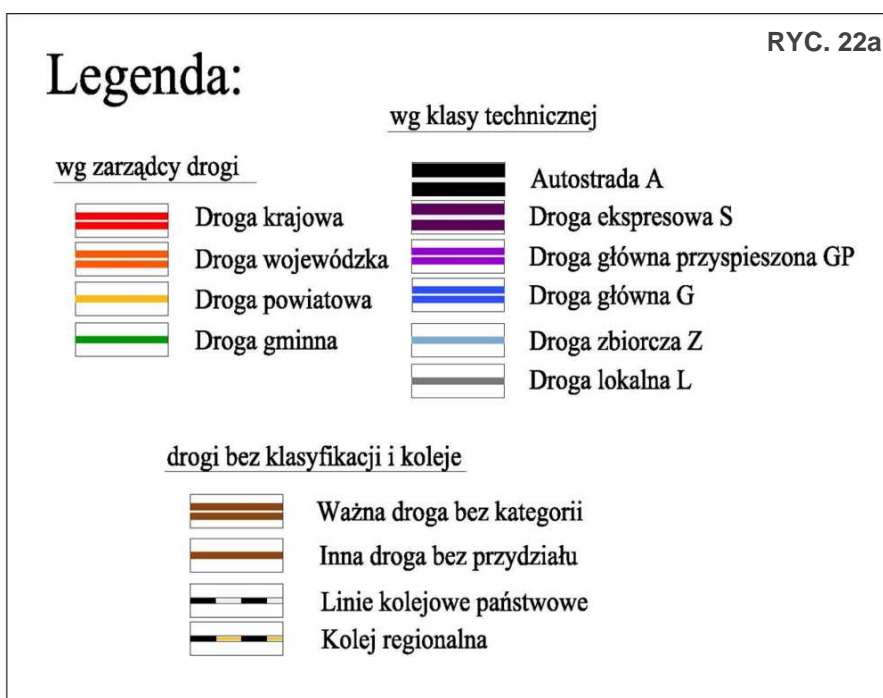 RYC. 22a
Legenda:
wg zarządcy drogi
Droga krajowa
Droga wojewódzka
Droga powiatowa
Droga gminna
wg klasy technicznej
Autostrada A
Droga ekspresowa S
Droga główna przyspieszona GP
Droga główna G
Droga zbiorcza Z
Droga lokalna L
drogi bez klasyfikacji i koleje
Ważna droga bez kategorii
Inna droga bez przydziału
Linie kolejowe państwowe
Kolej regionalna